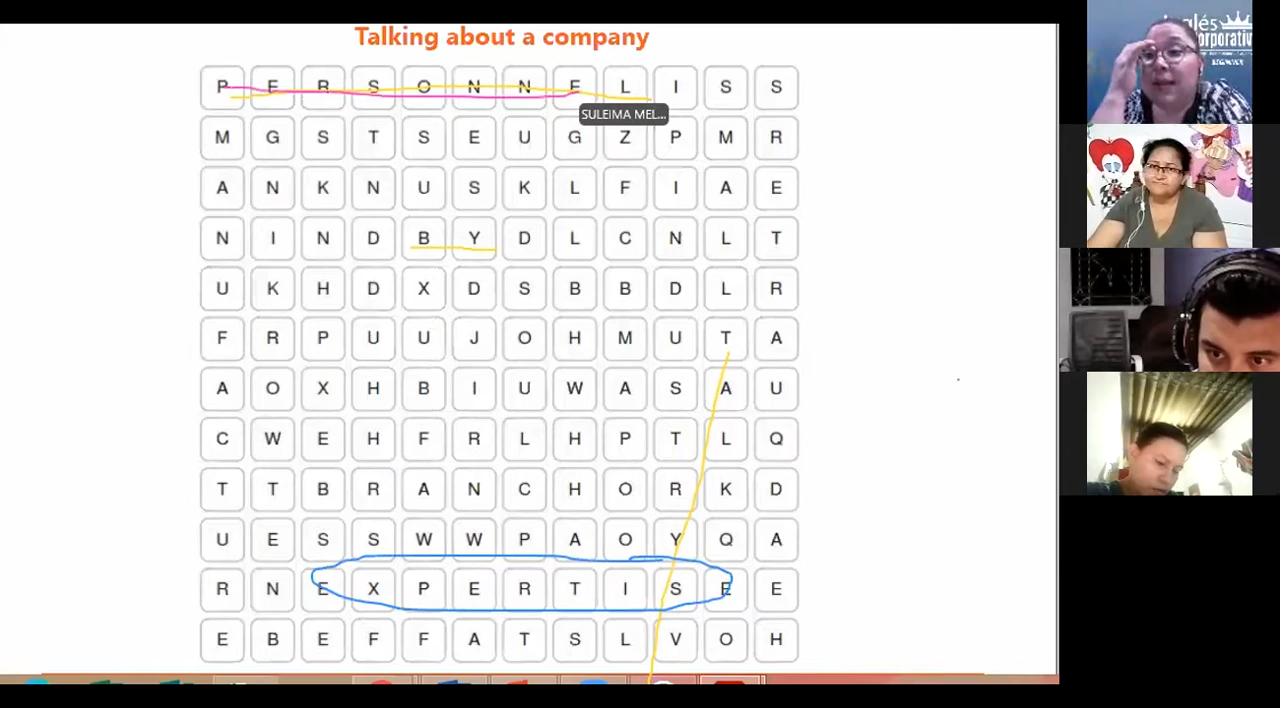 Talking about a company
P E R S O N N E L I S S
SULEIMA MEL...
M G S T S E U G Z P M R
A N K N U S K L F I A E
N I N D B Y D L C N L T
U K H D X D S B B D L R
F R P U U J O H M U T A
A O X H B I U W A S A U
C W E H F R L H P T L Q
T T B R A N C H O R K D
U E S S W W P A O Y Q A
R N E X P E R T I S E E
E B E F F A T S L V O H